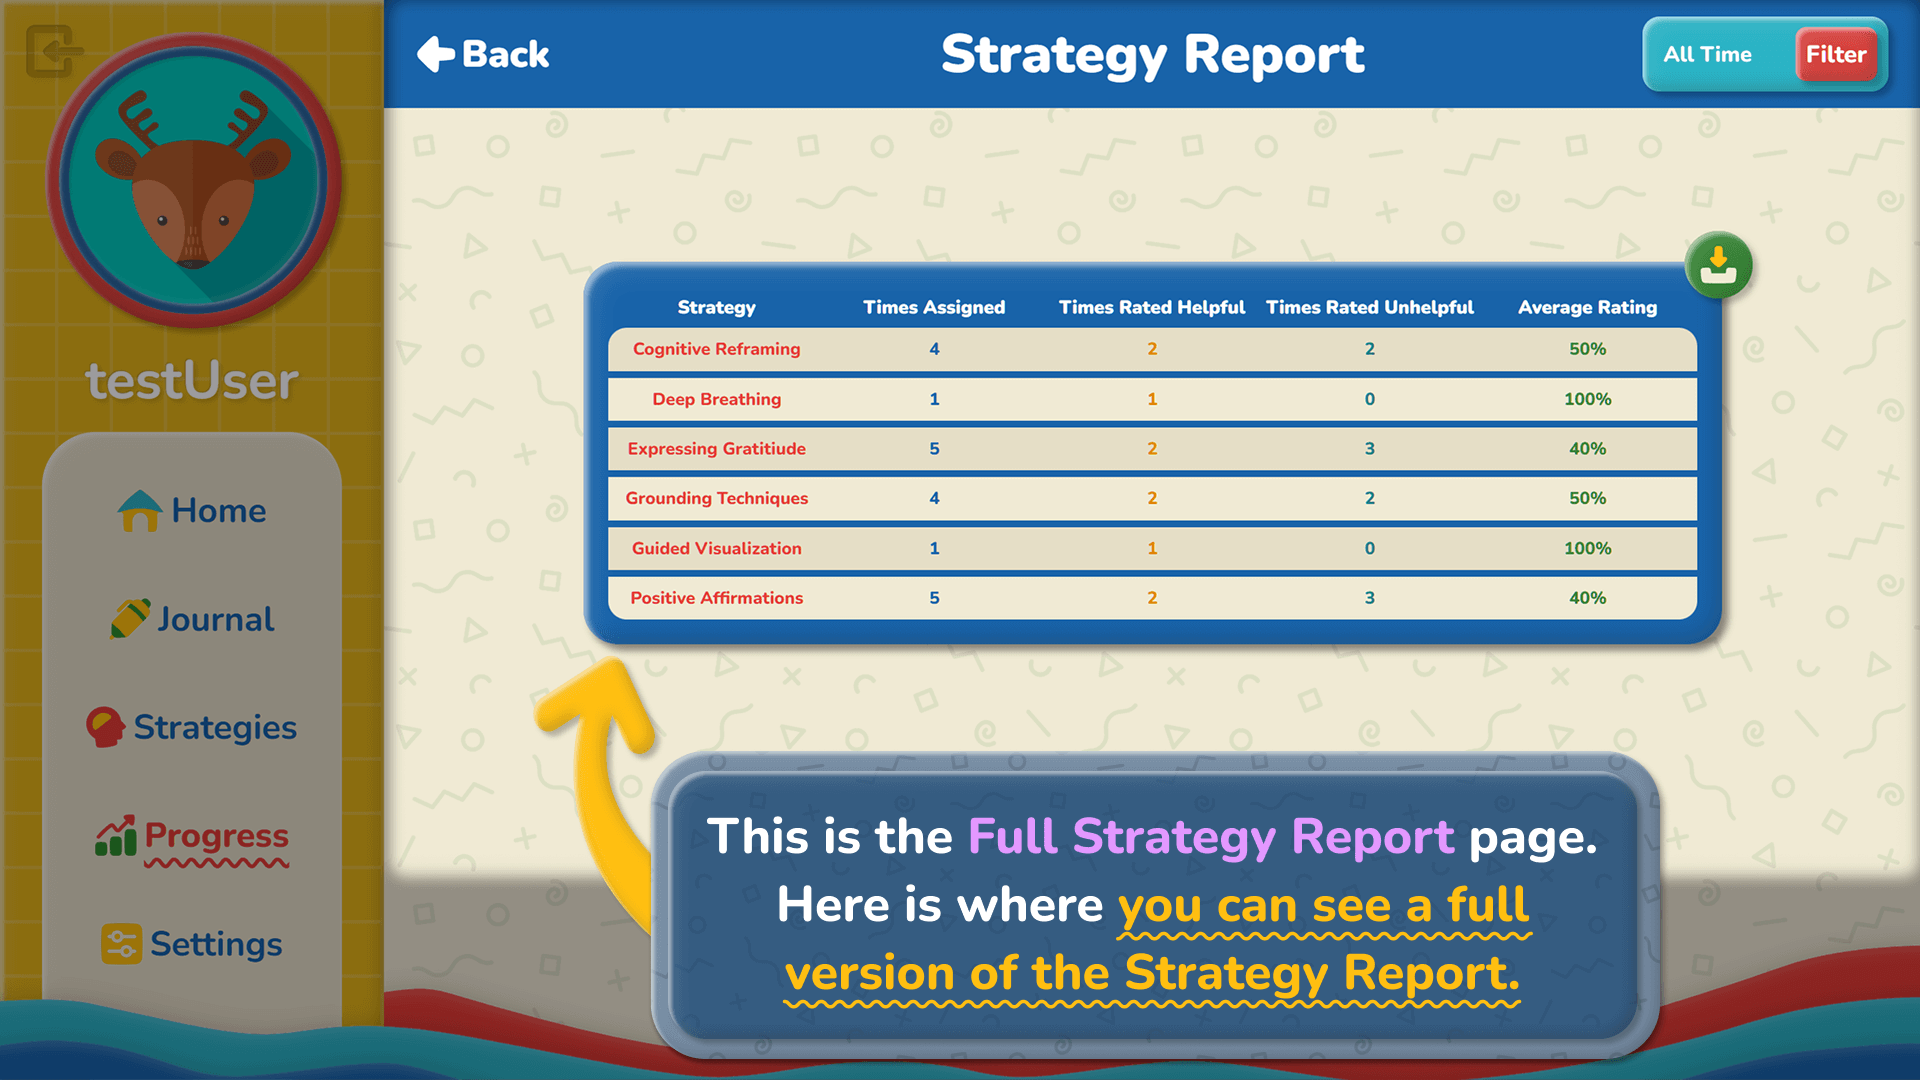 Back
Strategy Report
All Time
Filter
testUser
Home
Journal
Strategies
Progress
Settings
Strategy Times Assigned Times Rated Helpful Times Rated Unhelpful Average Rating
Cognitive Reframing 4 2 2 50%
Deep Breathing 1 1 0 100%
Expressing Gratitiude 5 2 3 40%
Grounding Techniques 4 2 2 50%
Guided Visualization 1 1 0 100%
Positive Affirmations 5 2 3 40%
This is the Full Strategy Report page.
Here is where you can see a full
version of the Strategy Report.